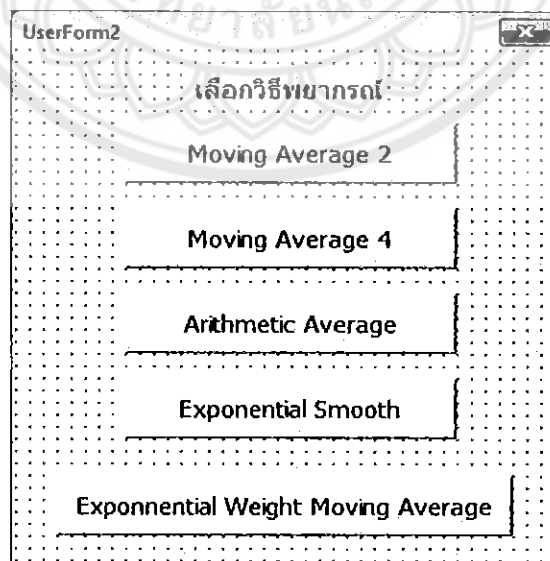 UserForm2
เลือกวิธีพยากรณ์
Moving Average 2
Moving Average 4
Arithmetic Average
Exponential Smooth
Exponnential Weight Moving Average